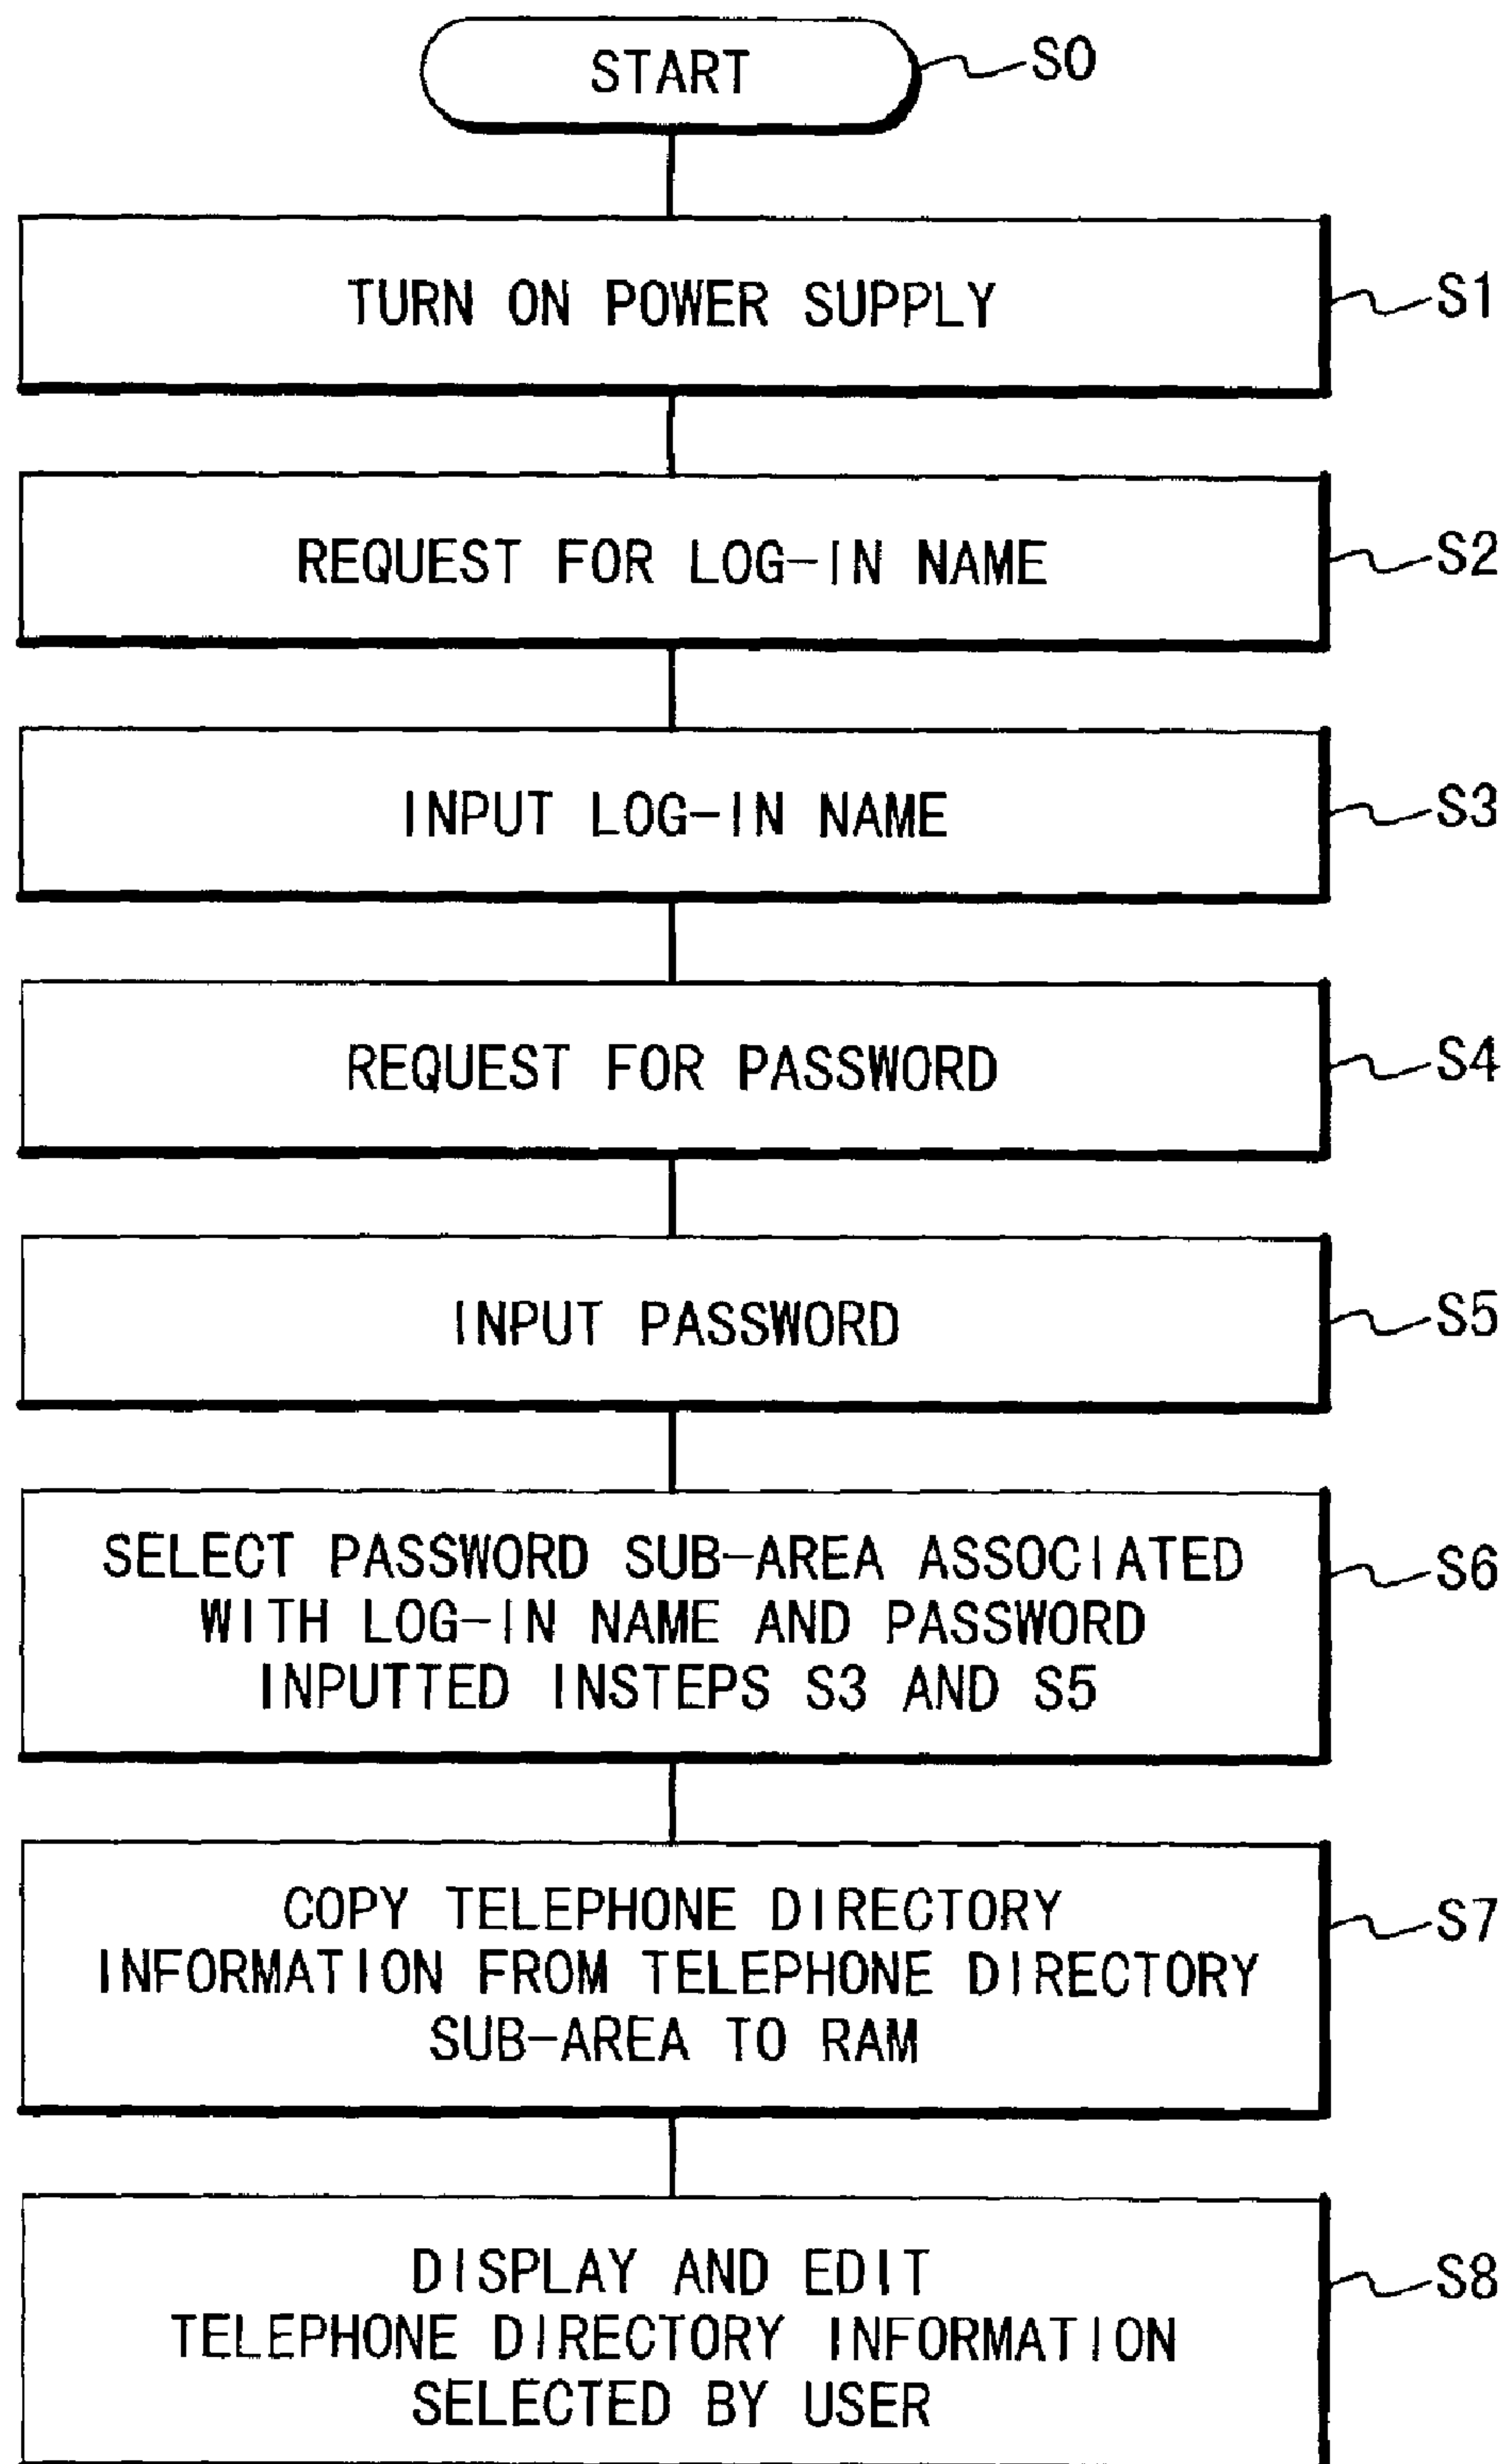 START
S0
TURN ON POWER SUPPLY
S1
REQUEST FOR LOG-IN NAME
S2
INPUT LOG-IN NAME
S3
REQUEST FOR PASSWORD
S4
INPUT PASSWORD
S5
SELECT PASSWORD SUB-AREA ASSOCIATED
WITH LOG-IN NAME AND PASSWORD
INPUTTED INSTEPS S3 AND S5
S6
COPY TELEPHONE DIRECTORY
INFORMATION FROM TELEPHONE DIRECTORY
SUB-AREA TO RAM
S7
DISPLAY AND EDIT
TELEPHONE DIRECTORY INFORMATION
SELECTED BY USER
S8